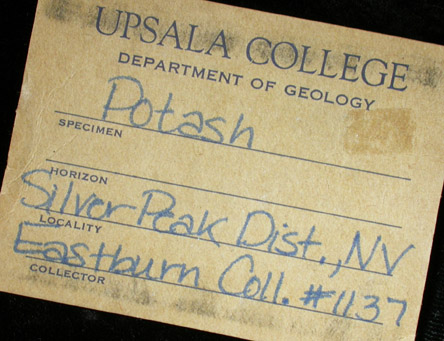 UPSALA COLLEGE
DEPARTMENT OF GEOLOGY
Potash
SPECIMEN
HORIZON
Silver Peak Dist., NV
LOCALITY
Eastburn Coll. #1137
COLLECTOR